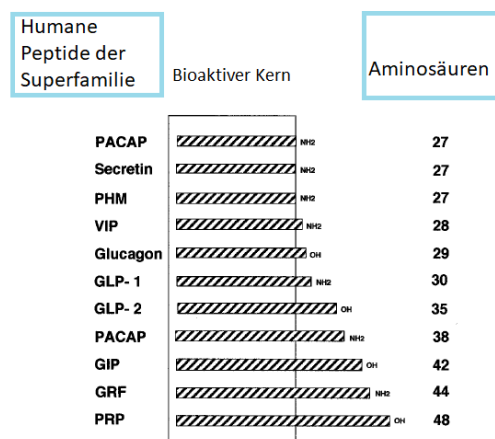 Humane
Peptide der
Superfamilie
Bioaktiver Kern
Aminosäuren
PACAP NH2 27
Secretin NH2 27
PHM NH2 27
VIP NH2 28
Glucagon OH 29
GLP- 1 NH2 30
GLP- 2 OH 35
PACAP NH2 38
GIP OH 42
GRF NH2 44
PRP OH 48